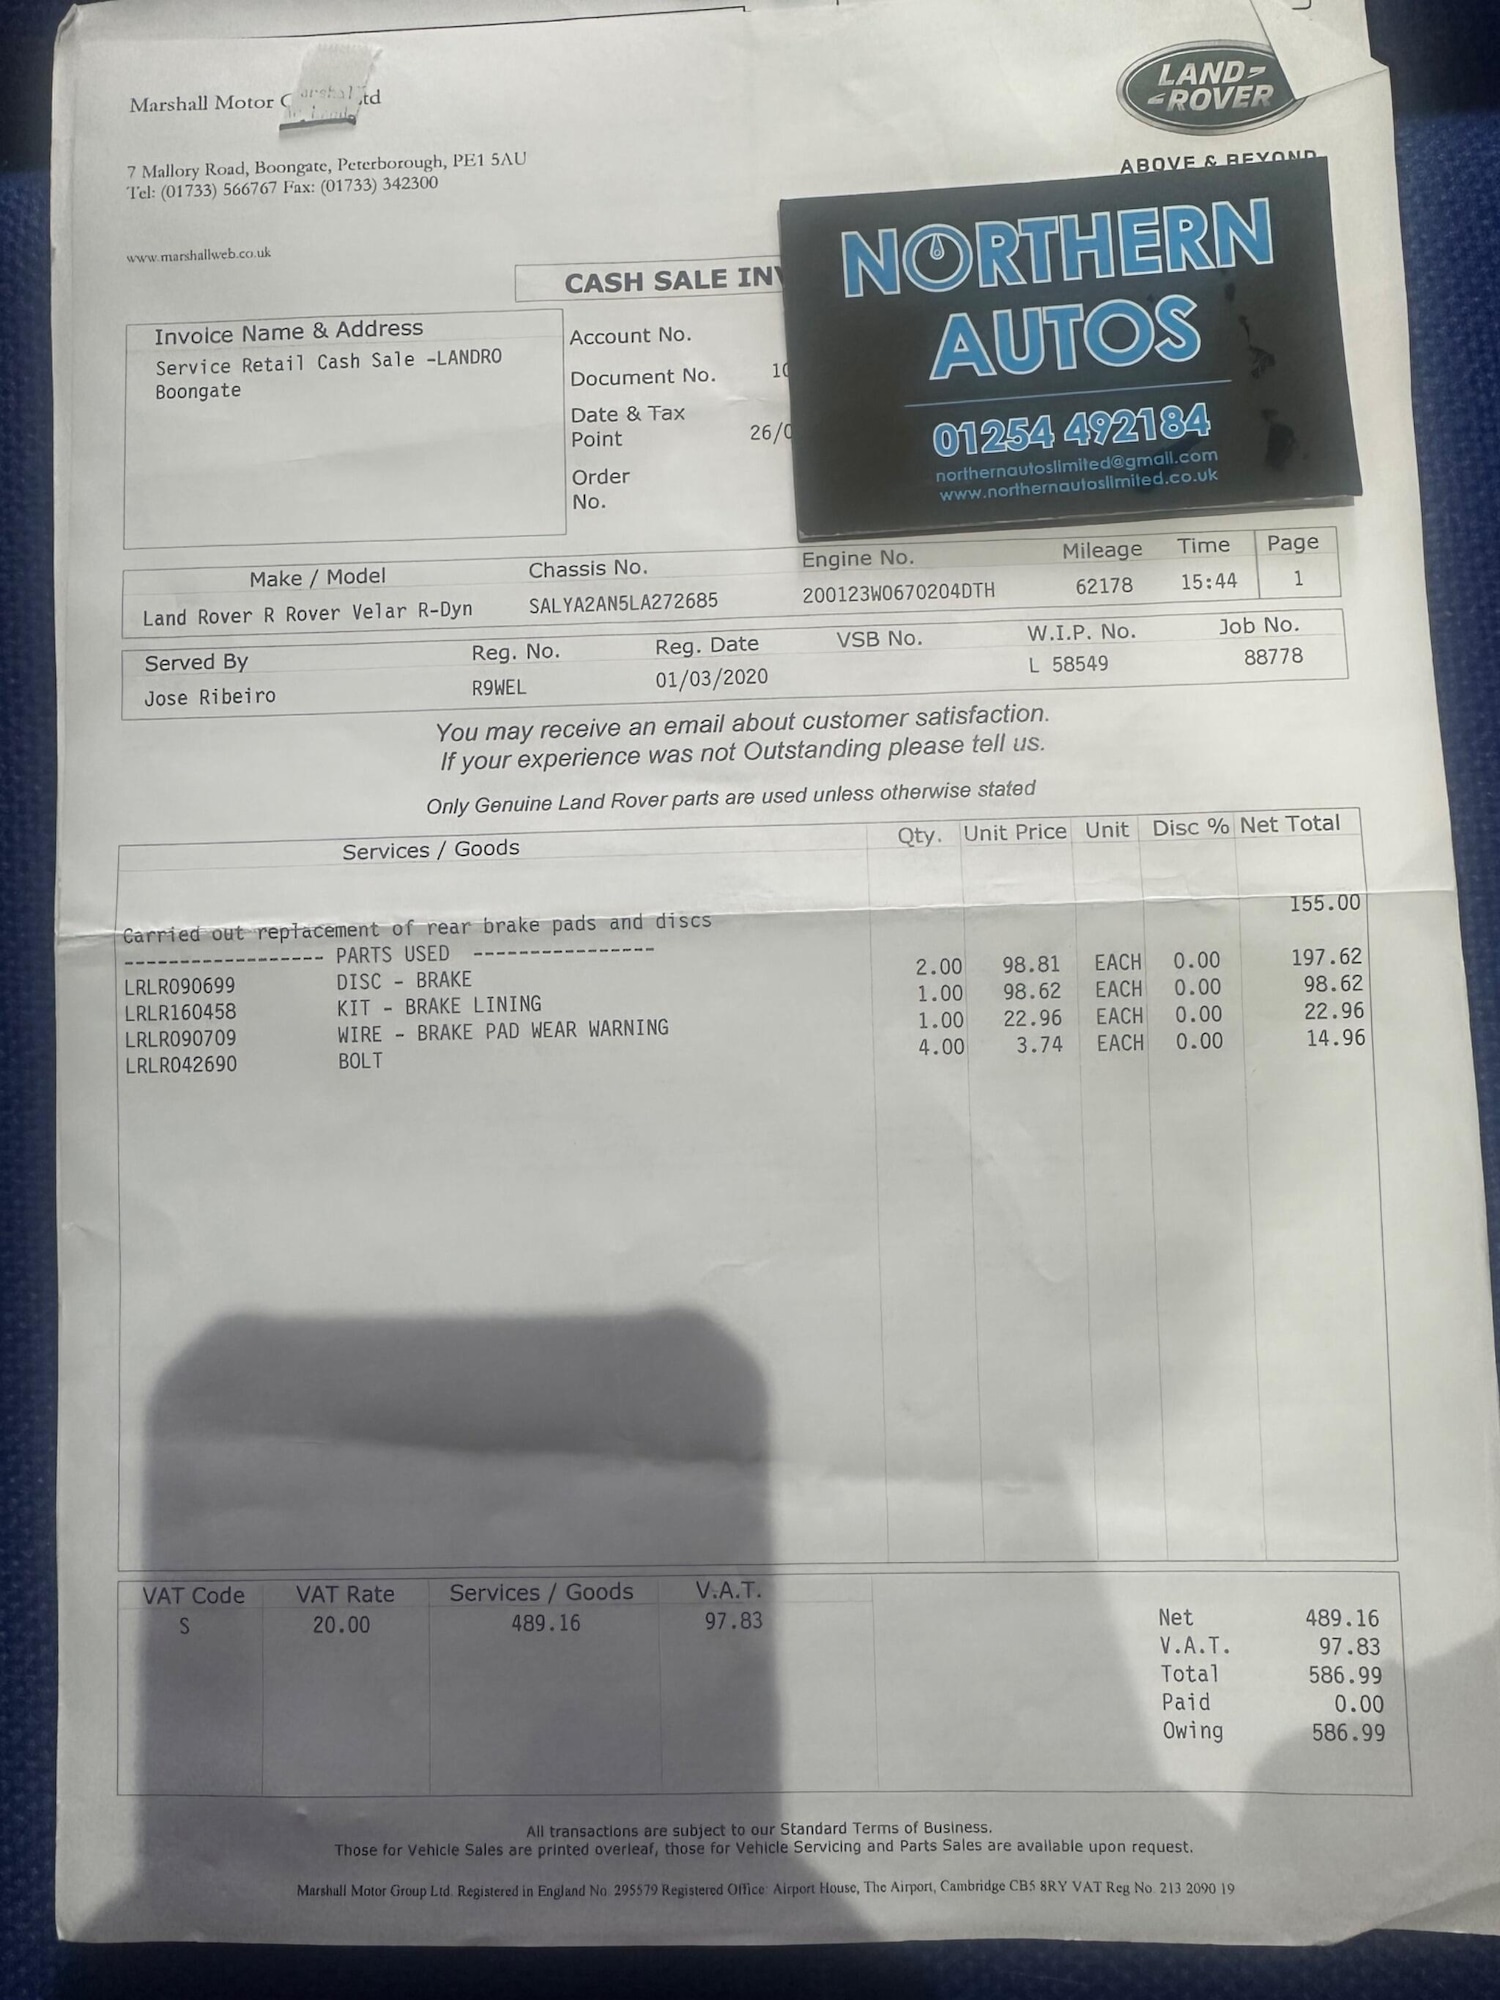 Marshall Motor
td
7 Mallory Road, Boongate, Peterborough, PE1 5AU
Tel: (01733) 566767 Fax: (01733) 342300
www.marshallweb.co.uk
LAND-
-ROVER
ABOVE & BEYOND
NORTHERN
AUTOS
01254 492184
northernautoslimited@gmail.com
www.northernautoslimited.co.uk
CASH SALE INV
Invoice Name & Address
Service Retail Cash Sale -LANDRO
Boongate
Account No.
Document No. 10
Date & Tax
Point 26/0
Order
No.
Make / Model Chassis No. Engine No. Mileage Time Page
Land Rover R Rover Velar R-Dyn SALYA2AN5LA272685 200123W0670204DTH 62178 15:44 1
Served By Reg. No. Reg. Date VSB No. W.I.P. No. Job No.
Jose Ribeiro R9WEL 01/03/2020 L 58549 88778
You may receive an email about customer satisfaction.
If your experience was not Outstanding please tell us.
Only Genuine Land Rover parts are used unless otherwise stated
Services / Goods Qty. Unit Price Unit Disc % Net Total
Carried out replacement of rear brake pads and discs 155.00
------------------ PARTS USED ----------------
LRLR090699 DISC - BRAKE 2.00 98.81 EACH 0.00 197.62
LRLR160458 KIT - BRAKE LINING 1.00 98.62 EACH 0.00 98.62
LRLR090709 WIRE - BRAKE PAD WEAR WARNING 1.00 22.96 EACH 0.00 22.96
LRLR042690 BOLT 4.00 3.74 EACH 0.00 14.96
VAT Code VAT Rate Services / Goods V.A.T.
S 20.00 489.16 97.83
Net 489.16
V.A.T. 97.83
Total 586.99
Paid 0.00
Owing 586.99
All transactions are subject to our Standard Terms of Business.
Those for Vehicle Sales are printed overleaf, those for Vehicle Servicing and Parts Sales are available upon request.
Marshall Motor Group Ltd. Registered in England No 295579 Registered Office: Airport House, The Airport, Cambridge CB5 8RY VAT Reg No. 213 2090 19